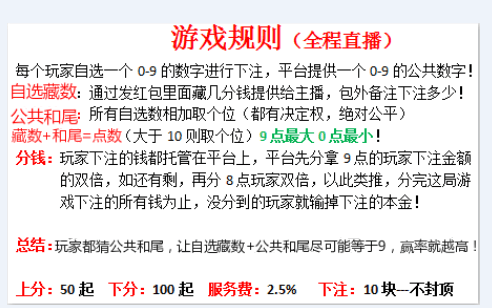 游戏规则（全程直播）
每个玩家自选一个 0-9 的数字进行下注，平台提供一个 0-9 的公共数字！
自选藏数：通过发红包里面藏几分钱提供给主播，包外备注下注多少！
公共和尾：所有自选数相加取个位（都有决定权，绝对公平）
藏数+和尾=点数（大于 10 则取个位）9 点最大 0 点最小！
分钱：玩家下注的钱都托管在平台上，平台先分拿 9 点的玩家下注金额
的双倍，如还有剩，再分 8 点玩家双倍，以此类推，分完这局游
戏下注的所有钱为止，没分到的玩家就输掉下注的本金！
总结：玩家都猜公共和尾，让自选藏数+公共和尾尽可能等于9，赢率就越高！
上分：50 起 下分：100 起 服务费：2.5% 下注：10 块---不封顶